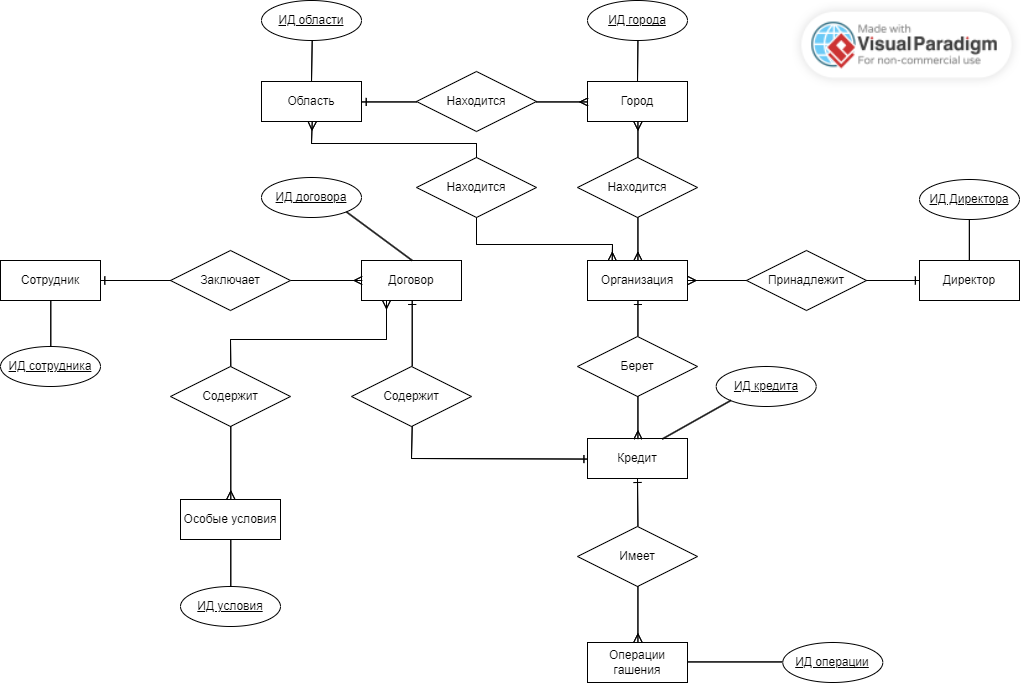 ИД области
ИД города
Made with
VisualParadigm
For non-commercial use
Область
Находится
Город
Находится
Находится
ИД договора
ИД Директора
Сотрудник
Заключает
Договор
Организация
Принадлежит
Директор
ИД сотрудника
Берет
ИД кредита
Содержит
Содержит
Кредит
Особые условия
Имеет
ИД условия
Операции
гашения
ИД операции